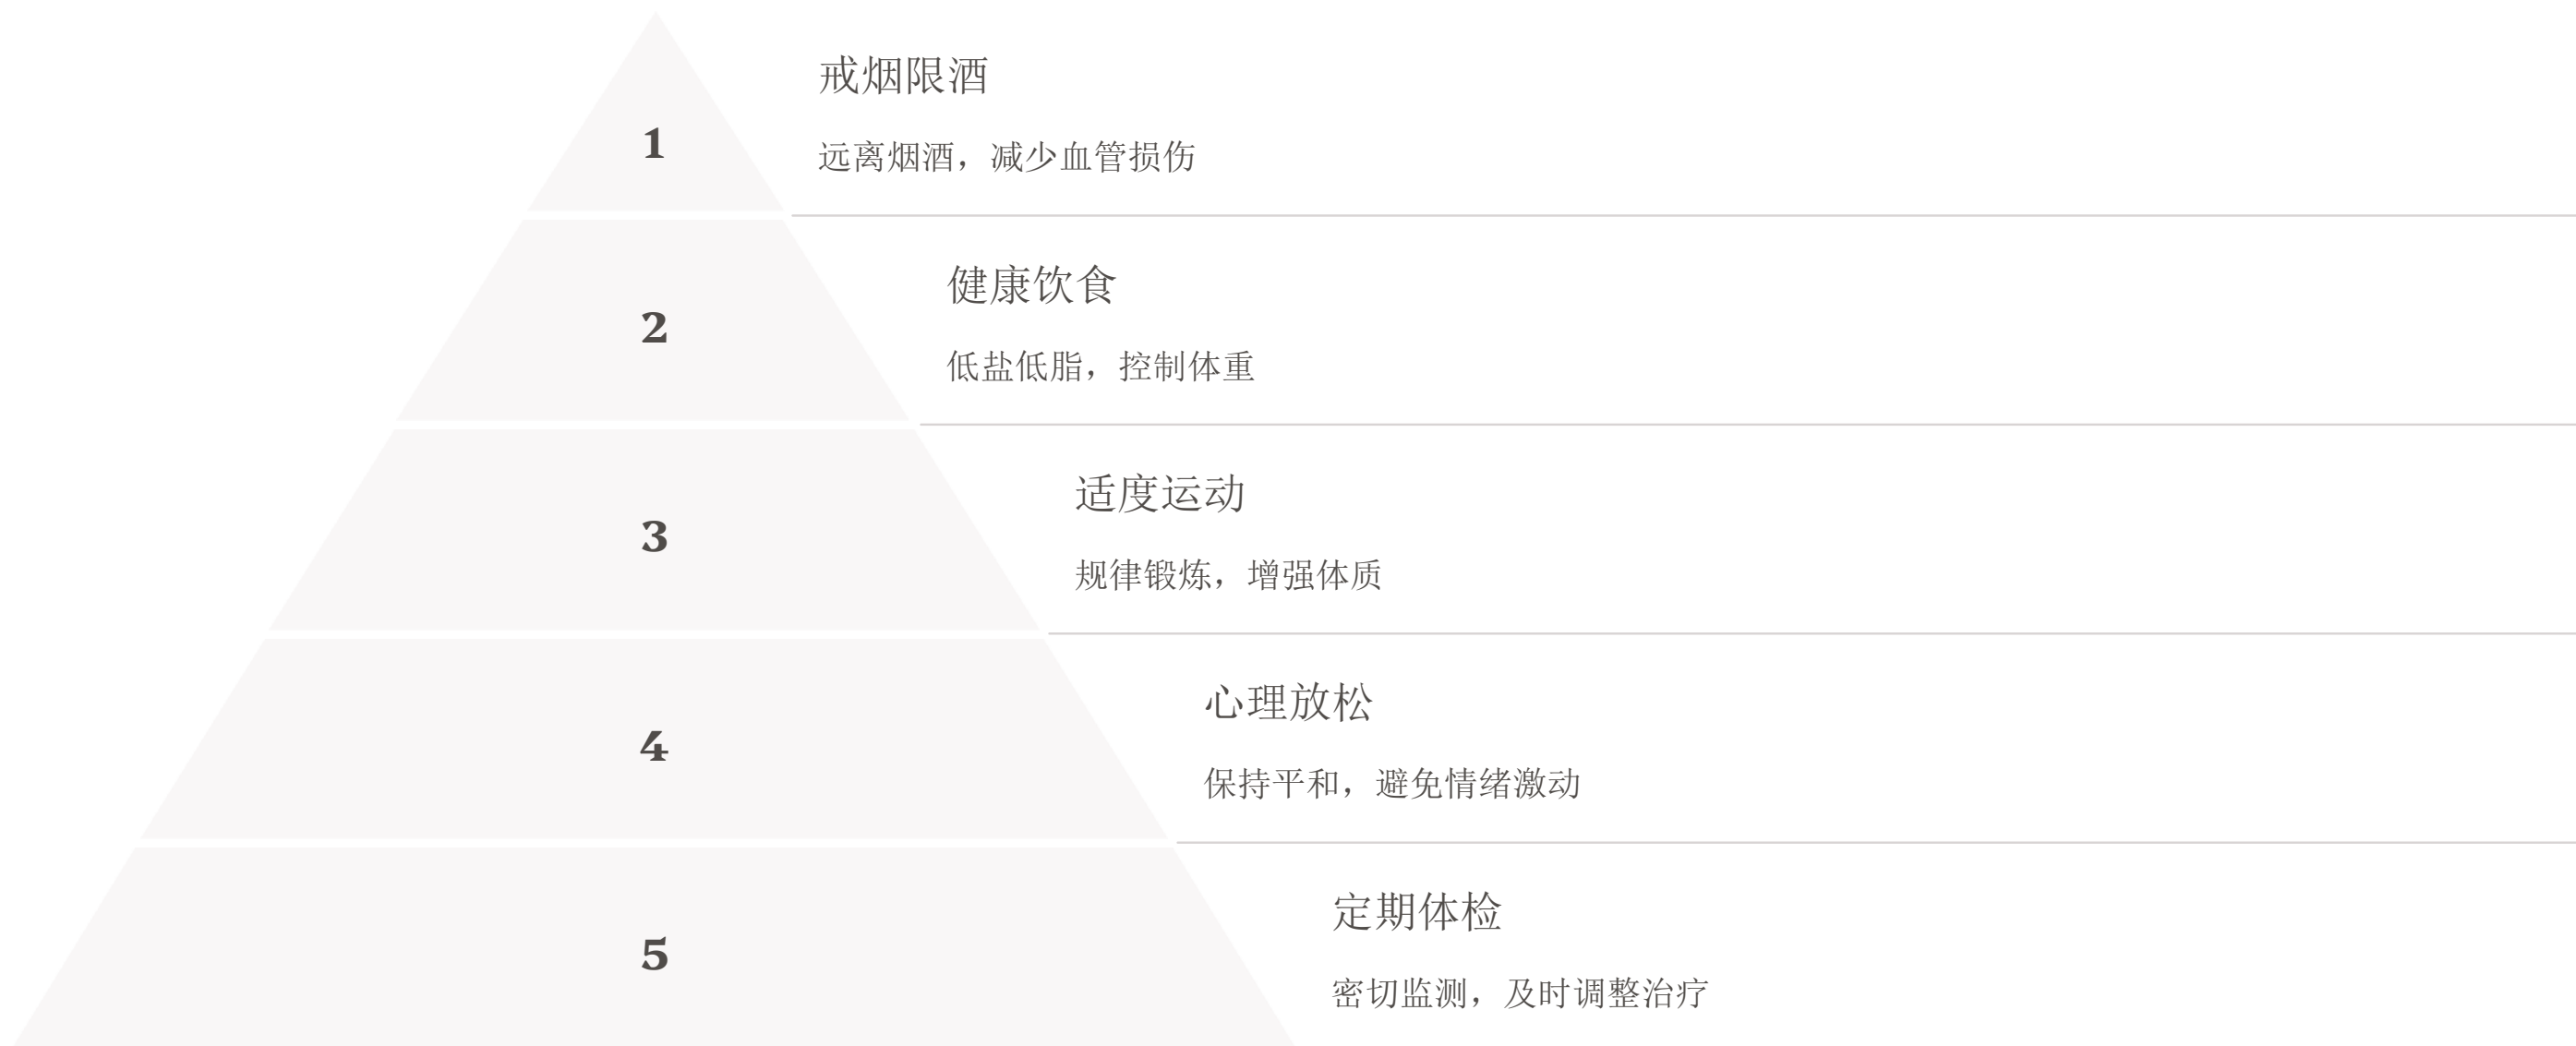 1
戒烟限酒
远离烟酒，减少血管损伤
2
健康饮食
低盐低脂，控制体重
3
适度运动
规律锻炼，增强体质
4
心理放松
保持平和，避免情绪激动
5
定期体检
密切监测，及时调整治疗